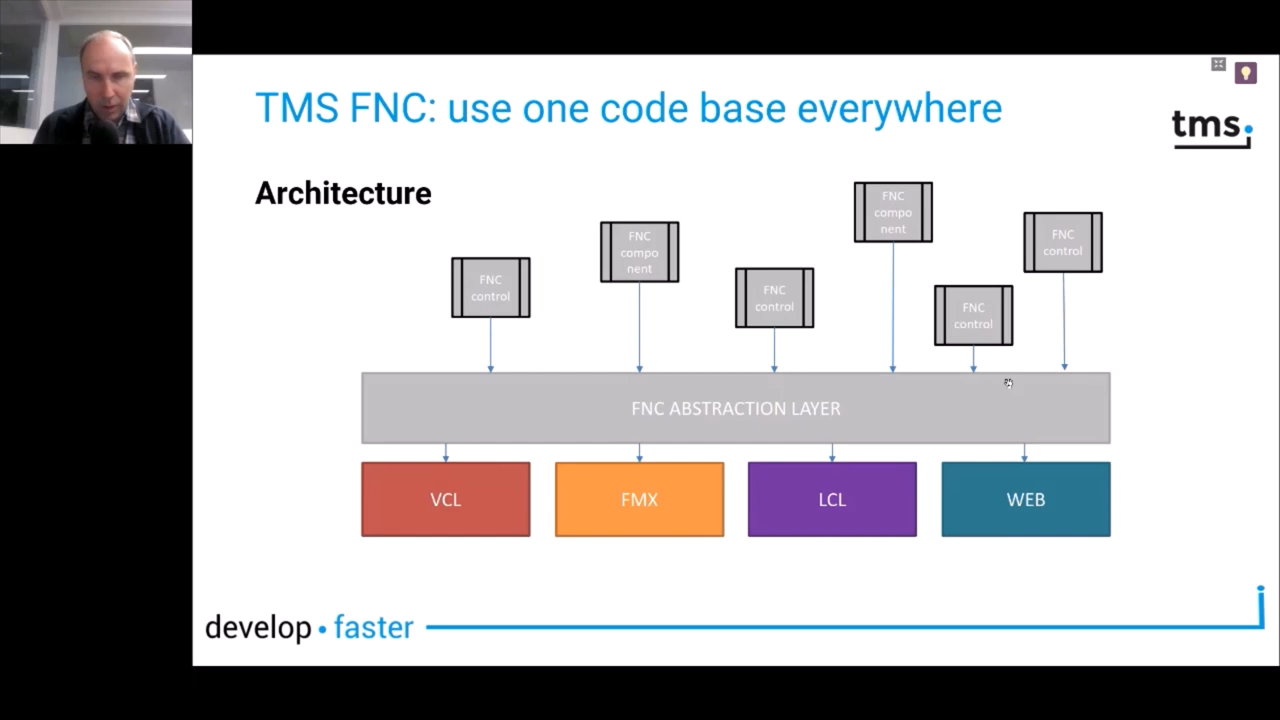 TMS FNC: use one code base everywhere
tms.
Architecture
FNC
control
FNC
compo
nent
FNC
control
FNC
compo
nent
FNC
control
FNC
control
FNC ABSTRACTION LAYER
VCL
FMX
LCL
WEB
develop • faster